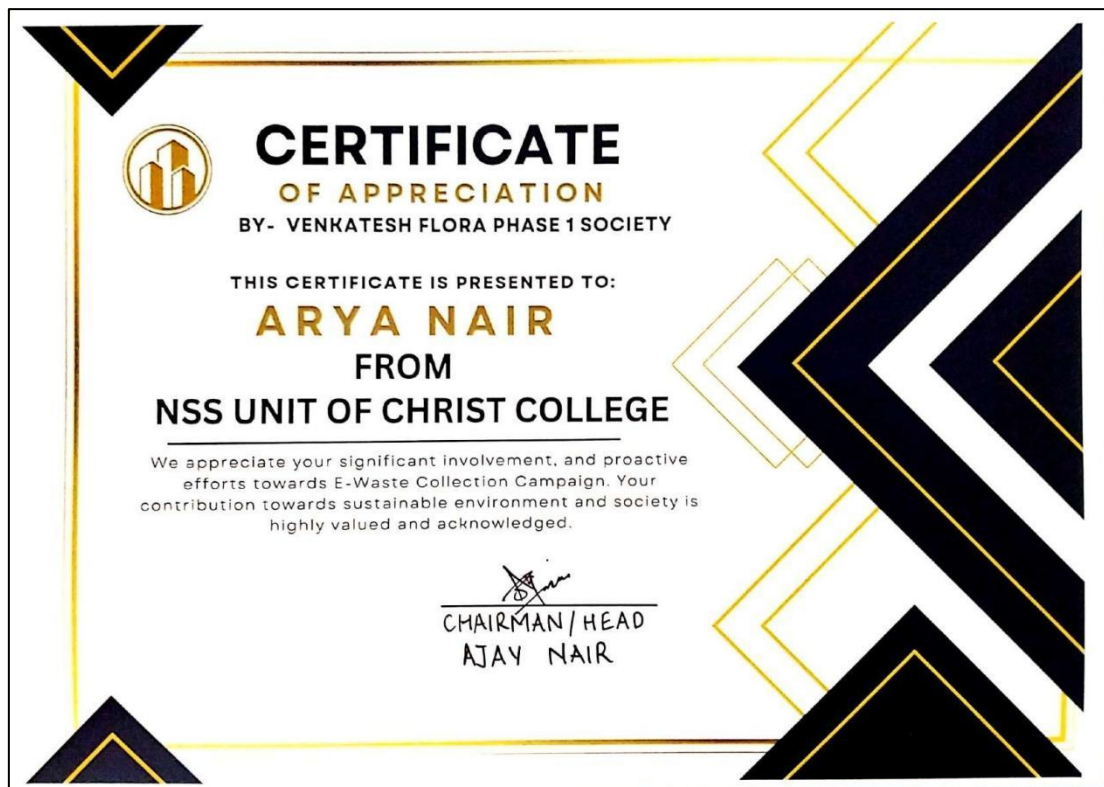 CERTIFICATE
OF APPRECIATION
BY- VENKATESH FLORA PHASE 1 SOCIETY
THIS CERTIFICATE IS PRESENTED TO:
ARYA NAIR
FROM
NSS UNIT OF CHRIST COLLEGE
We appreciate your significant involvement, and proactive
efforts towards E-Waste Collection Campaign. Your
contribution towards sustainable environment and society is
highly valued and acknowledged.
CHAIRMAN/HEAD
AJAY NAIR